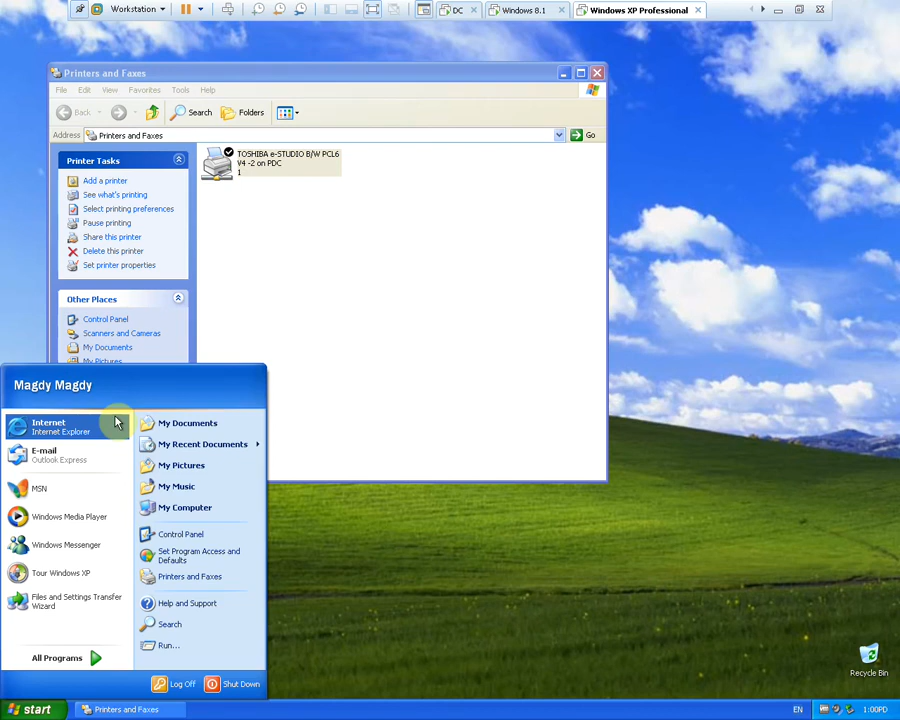 Workstation
DC
Windows 8.1
Windows XP Professional
Printers and Faxes
File Edit View Favorites Tools Help
Back Search Folders
Address Printers and Faxes Go
Printer Tasks
Add a printer
See what's printing
Select printing preferences
Pause printing
Share this printer
Delete this printer
Set printer properties
Other Places
Control Panel
Scanners and Cameras
My Documents
My Pictures
TOSHIBA e-STUDIO B/W PCL6
V4 -2 on PDC
1
Magdy Magdy
Internet
Internet Explorer
E-mail
Outlook Express
MSN
Windows Media Player
Windows Messenger
Tour Windows XP
Files and Settings Transfer
Wizard
All Programs
My Documents
My Recent Documents
My Pictures
My Music
My Computer
Control Panel
Set Program Access and
Defaults
Printers and Faxes
Help and Support
Search
Run...
Log Off Shut Down
Recycle Bin
start Printers and Faxes EN 1:00PD